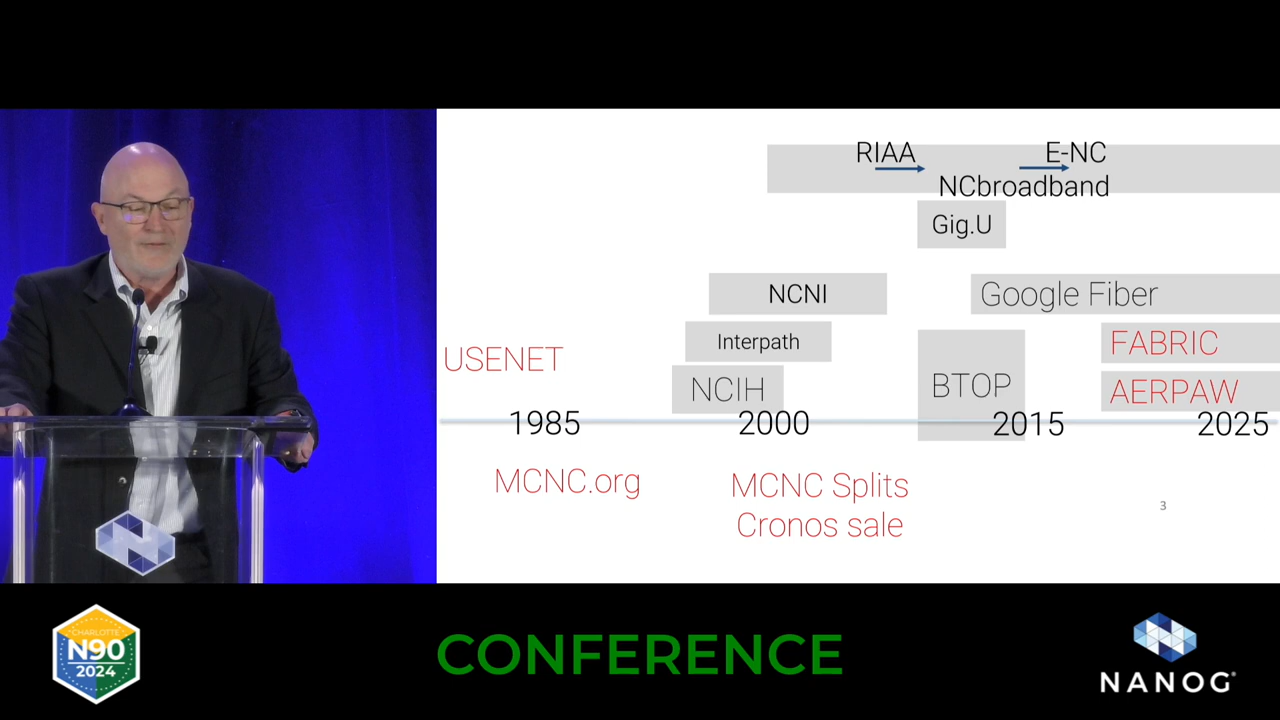 RIAA
E-NC
NCbroadband
Gig.U
NCNI
Google Fiber
Interpath
FABRIC
USENET
NCIH
BTOP
AERPAW
1985
2000
2015
2025
MCNC.org
MCNC Splits
Cronos sale
3
CHARLOTTE
N90
2024
CONFERENCE
NANOG